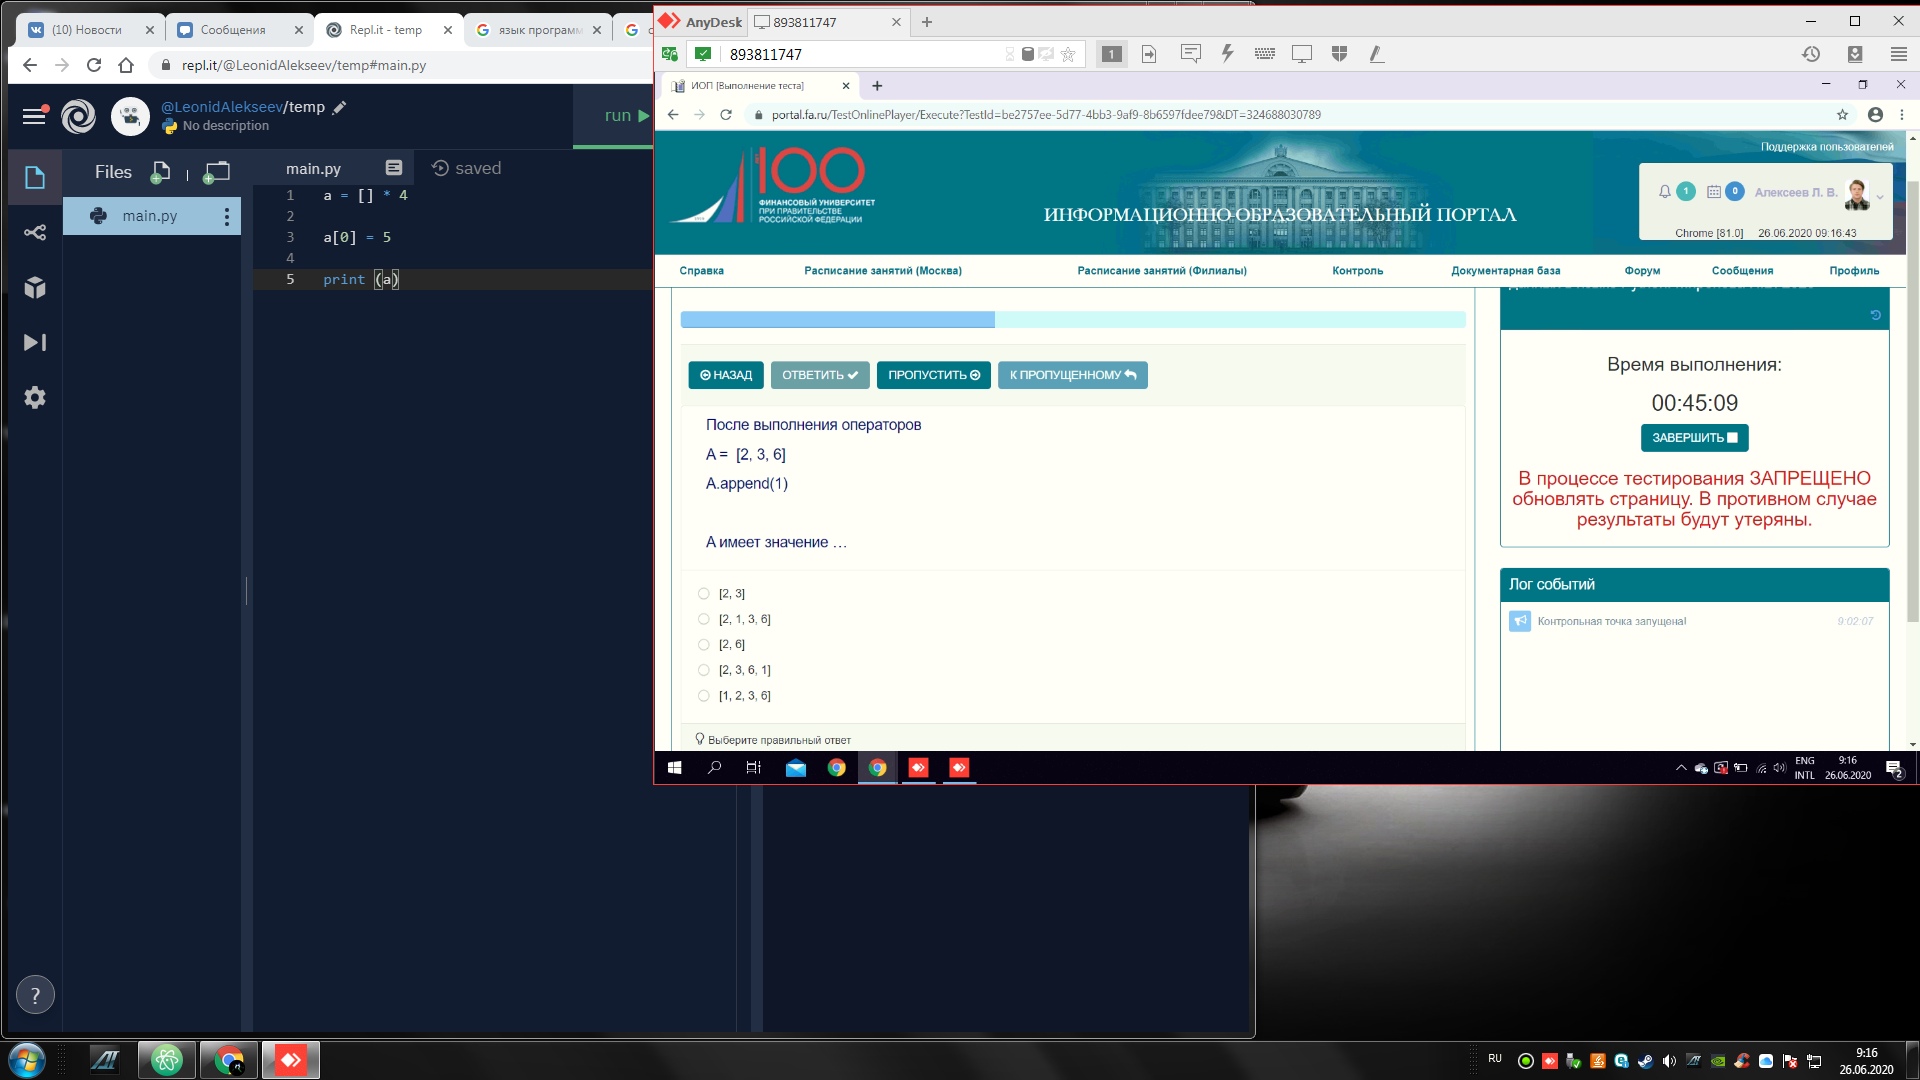 (10) Новости
Сообщения
Repl.it - temp
язык программ
repl.it/@LeonidAlekseev/temp#main.py
@LeonidAlekseev/temp
No description
run
Files
main.py
main.py
saved
1 a = [] * 4
2
3 a[0] = 5
4
5 print (a)
?
AnyDesk
893811747
893811747
1
ИОП [Выполнение теста]
portal.fa.ru/TestOnlinePlayer/Execute?TestId=be2757ee-5d77-4bb3-9af9-8b6597fdee79&DT=324688030789
Поддержка пользователей
100
ФИНАНСОВЫЙ УНИВЕРСИТЕТ
ПРИ ПРАВИТЕЛЬСТВЕ
РОССИЙСКОЙ ФЕДЕРАЦИИ
ИНФОРМАЦИОННО-ОБРАЗОВАТЕЛЬНЫЙ ПОРТАЛ
1
0
Алексеев Л. В.
Chrome [81.0] 26.06.2020 09:16:43
Справка
Расписание занятий (Москва)
Расписание занятий (Филиалы)
Контроль
Документарная база
Форум
Сообщения
Профиль
НАЗАД
ОТВЕТИТЬ
ПРОПУСТИТЬ
К ПРОПУЩЕННОМУ
После выполнения операторов
A = [2, 3, 6]
A.append(1)
А имеет значение …
[2, 3]
[2, 1, 3, 6]
[2, 6]
[2, 3, 6, 1]
[1, 2, 3, 6]
Выберите правильный ответ
Время выполнения:
00:45:09
ЗАВЕРШИТЬ
В процессе тестирования ЗАПРЕЩЕНО
обновлять страницу. В противном случае
результаты будут утеряны.
Лог событий
Контрольная точка запущена!
9:02:07
ENG
INTL
9:16
26.06.2020
2
RU
9:16
26.06.2020